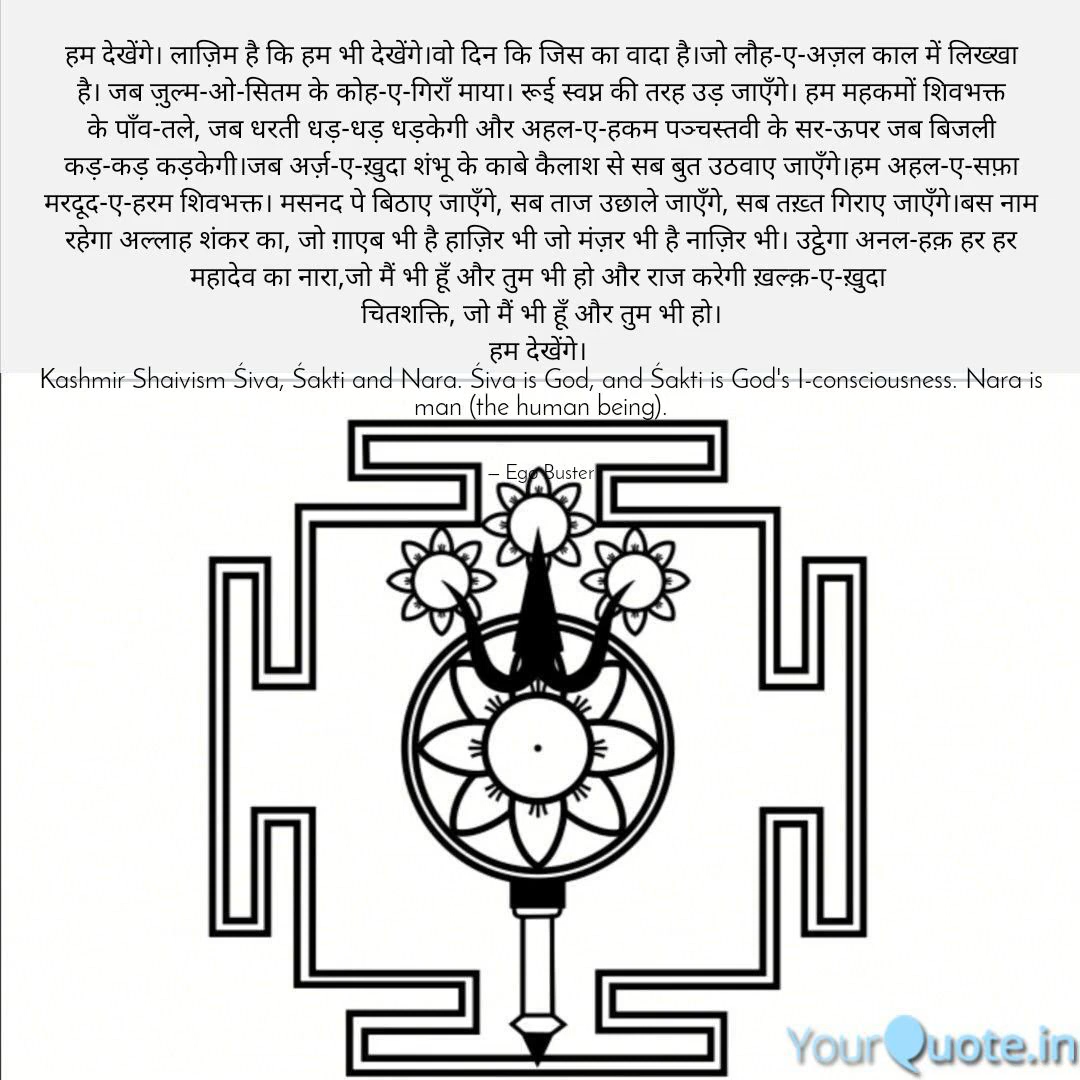 हम देखेंगे। लाज़िम है कि हम भी देखेंगे।वो दिन कि जिस का वादा है।जो लौह-ए-अज़ल काल में लिख्खा
है। जब ज़ुल्म-ओ-सितम के कोह-ए-गिराँ माया। रूई स्वप्न की तरह उड़ जाएँगे। हम महकमों शिवभक्त
के पाँव-तले, जब धरती धड़-धड़ धड़केगी और अहल-ए-हकम पञ्चस्तवी के सर-ऊपर जब बिजली
कड़-कड़ कड़केगी।जब अर्ज़-ए-ख़ुदा शंभू के काबे कैलाश से सब बुत उठवाए जाएँगे।हम अहल-ए-सफ़ा
मरदूद-ए-हरम शिवभक्त। मसनद पे बिठाए जाएँगे, सब ताज उछाले जाएँगे, सब तख़्त गिराए जाएँगे।बस नाम
रहेगा अल्लाह शंकर का, जो ग़ाएब भी है हाज़िर भी जो मंज़र भी है नाज़िर भी। उट्ठेगा अनल-हक़ हर हर
महादेव का नारा,जो मैं भी हूँ और तुम भी हो और राज करेगी ख़ल्क़-ए-ख़ुदा
चितशक्ति, जो मैं भी हूँ और तुम भी हो।
हम देखेंगे।
Kashmir Shaivism Śiva, Śakti and Nara. Śiva is God, and Śakti is God's I-consciousness. Nara is
man (the human being).
– Ego Buster
YourQuote.in